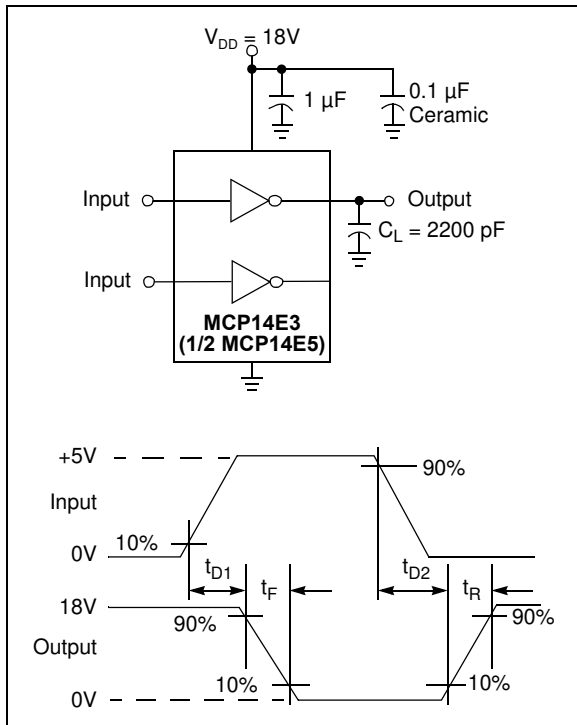 V_DD = 18V
1 µF
0.1 µF
Ceramic
Input
Output
C_L = 2200 pF
Input
MCP14E3
(1/2 MCP14E5)
+5V
90%
Input
10%
0V
t_D1
t_F
t_D2
t_R
18V
90%
90%
Output
10%
10%
0V